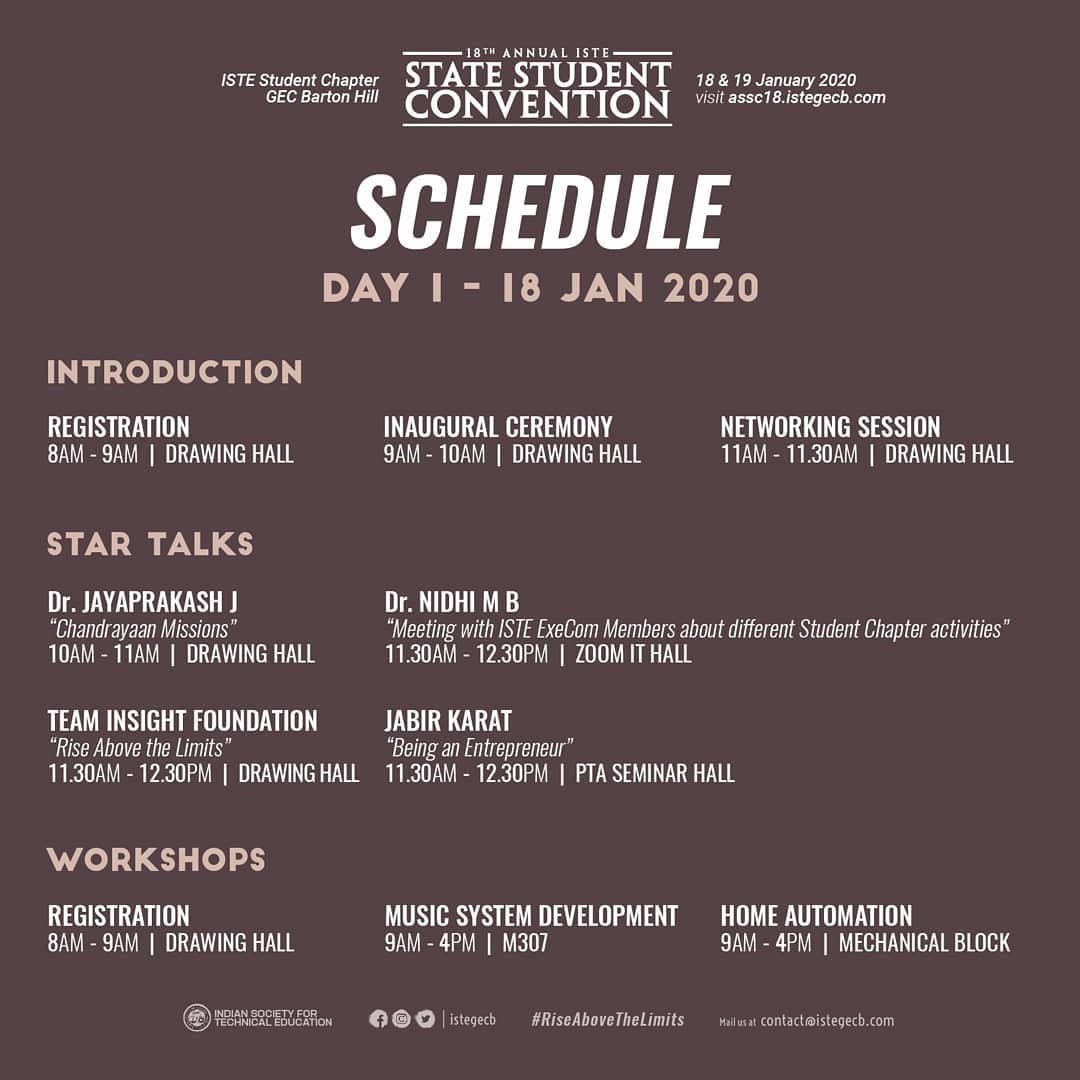 ISTE Student Chapter
GEC Barton Hill
18TH ANNUAL ISTE
STATE STUDENT
CONVENTION
18 & 19 January 2020
visit assc18.istegecb.com
SCHEDULE
DAY 1 - 18 JAN 2020
INTRODUCTION
REGISTRATION
8AM - 9AM | DRAWING HALL
INAUGURAL CEREMONY
9AM - 10AM | DRAWING HALL
NETWORKING SESSION
11AM - 11.30AM | DRAWING HALL
STAR TALKS
Dr. JAYAPRAKASH J
“Chandrayaan Missions”
10AM - 11AM | DRAWING HALL
Dr. NIDHI M B
“Meeting with ISTE ExeCom Members about different Student Chapter activities”
11.30AM - 12.30PM | ZOOM IT HALL
TEAM INSIGHT FOUNDATION
“Rise Above the Limits”
11.30AM - 12.30PM | DRAWING HALL
JABIR KARAT
“Being an Entrepreneur”
11.30AM - 12.30PM | PTA SEMINAR HALL
WORKSHOPS
REGISTRATION
8AM - 9AM | DRAWING HALL
MUSIC SYSTEM DEVELOPMENT
9AM - 4PM | M307
HOME AUTOMATION
9AM - 4PM | MECHANICAL BLOCK
INDIAN SOCIETY FOR
TECHNICAL EDUCATION
| istegecb
#RiseAboveTheLimits
Mail us at contact@istegecb.com